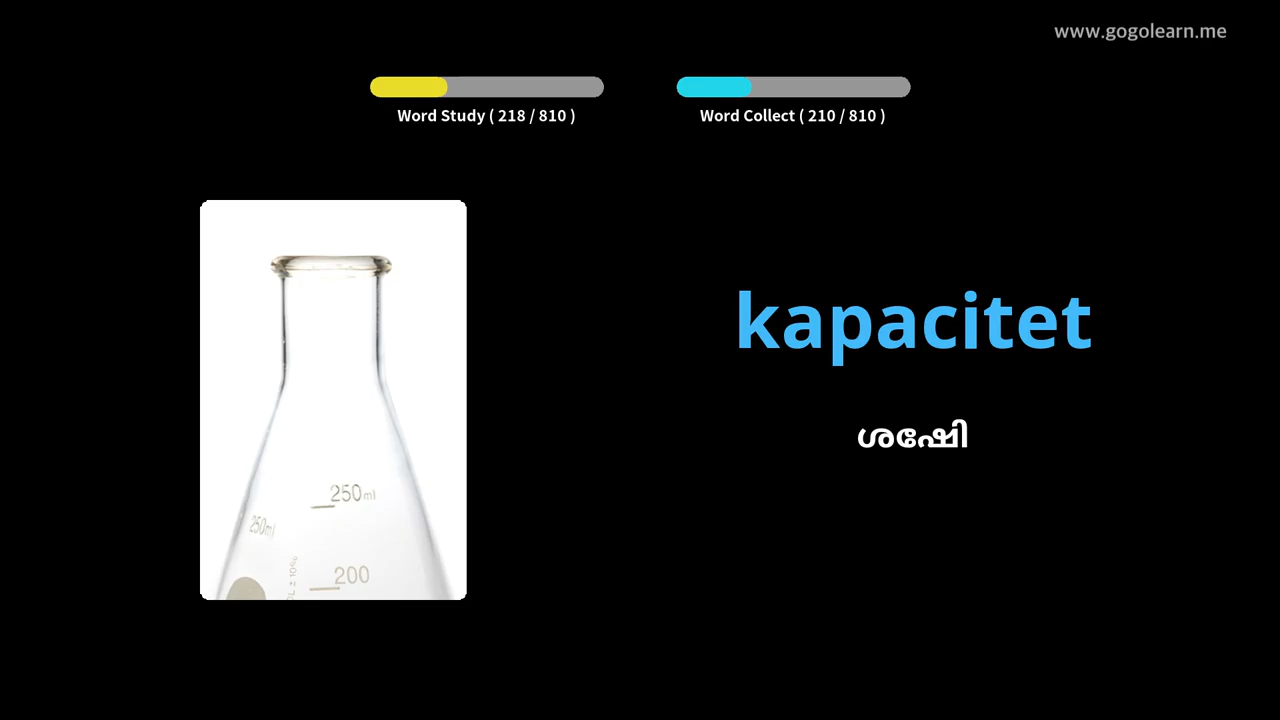 www.gogolearn.me
Word Study ( 218 / 810 )
Word Collect ( 210 / 810 )
kapacitet
ശേഷി
250ml
250ml
200